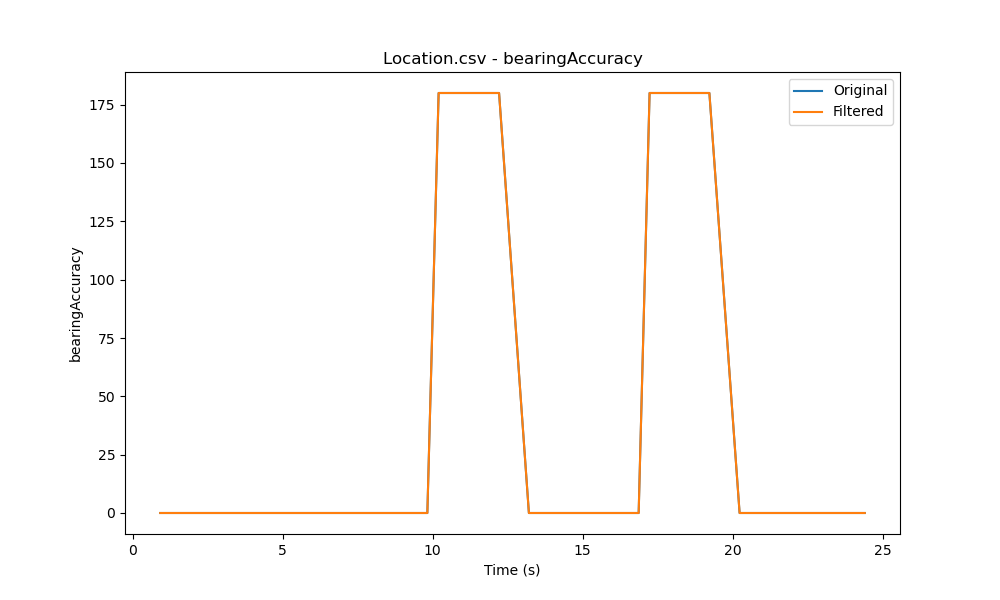 Location.csv - bearingAccuracy
Original
Filtered
175
150
125
100
75
50
25
0
bearingAccuracy
0 5 10 15 20 25
Time (s)